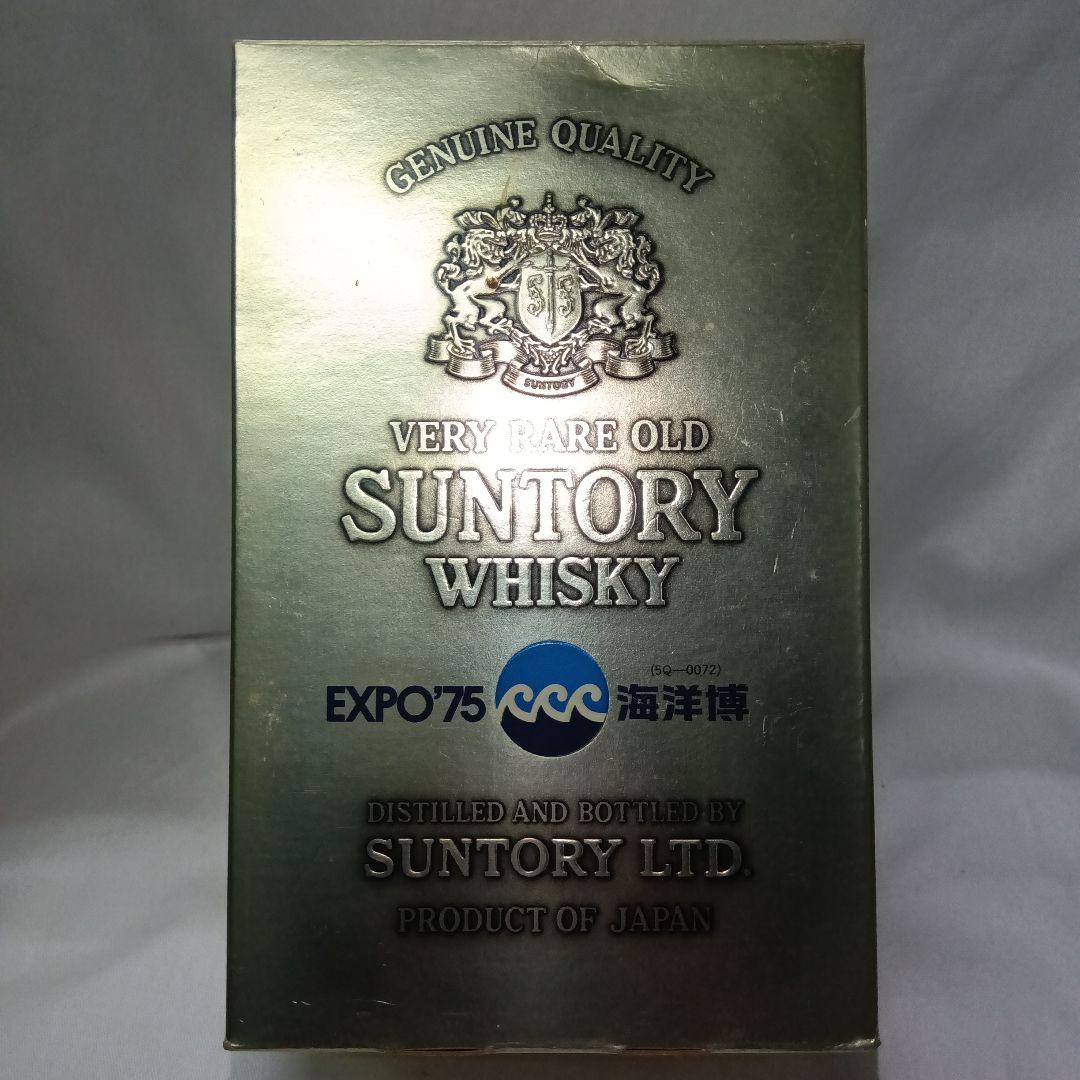 GENUINE QUALITY
SUNTORY
VERY RARE OLD
SUNTORY
WHISKY
(5Q—0072)
EXPO'75 海洋博
DISTILLED AND BOTTLED BY
SUNTORY LTD.
PRODUCT OF JAPAN